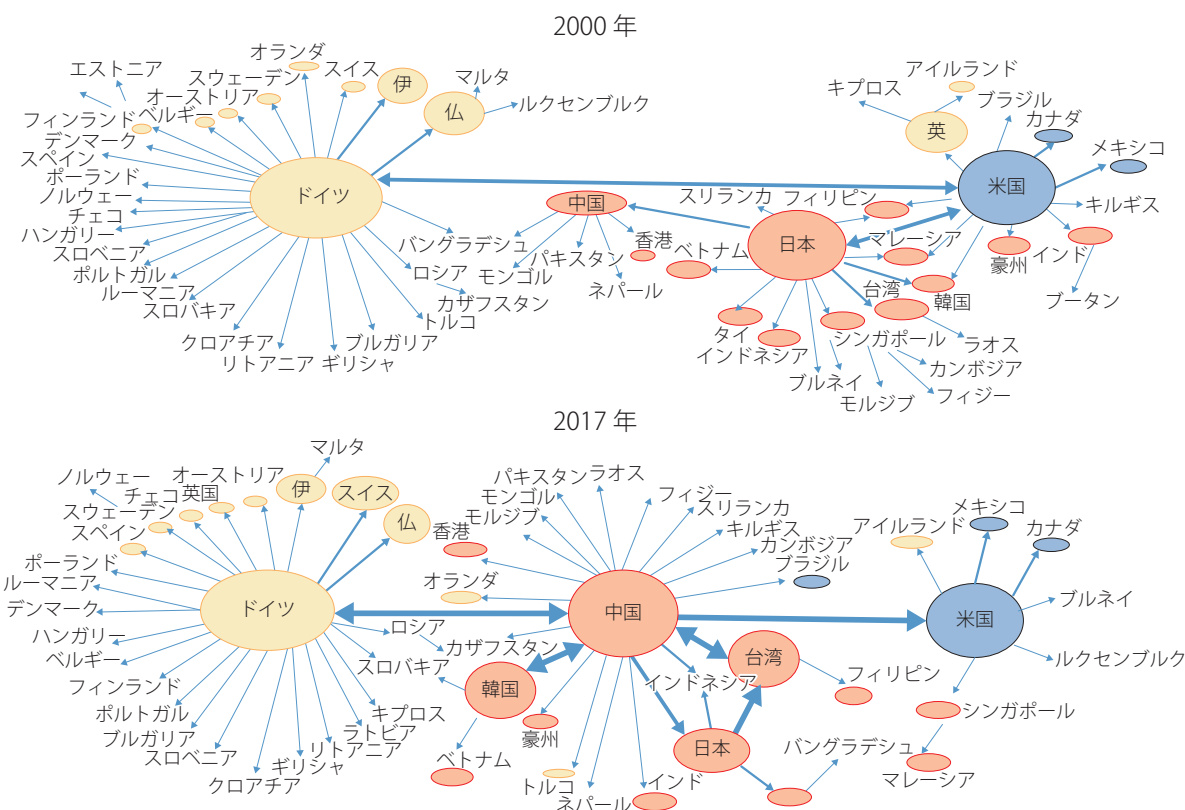 2000 年
オランダ
エストニア
スウェーデン
スイス
伊
マルタ
オーストリア
仏
ルクセンブルク
フィンランド
ベルギー
デンマーク
スペイン
ポーランド
ノルウェー
チェコ
ハンガリー
スロベニア
ポルトガル
ルーマニア
スロバキア
ドイツ
クロアチア
リトアニア
ギリシャ
ブルガリア
トルコ
カザフスタン
ロシア
バングラデシュ
モンゴル
パキスタン
ネパール
香港
中国
スリランカ
フィリピン
日本
ベトナム
マレーシア
台湾
韓国
タイ
インドネシア
シンガポール
ブルネイ
モルジブ
フィジー
カンボジア
ラオス
キプロス
アイルランド
英
ブラジル
カナダ
メキシコ
米国
キルギス
豪州
インド
ブータン
2017 年
マルタ
ノルウェー
オーストリア
伊
スイス
チェコ
英国
スウェーデン
仏
スペイン
ポーランド
ルーマニア
デンマーク
ドイツ
ハンガリー
ベルギー
フィンランド
ポルトガル
ブルガリア
スロベニア
クロアチア
ギリシャ
リトアニア
ラトビア
キプロス
スロバキア
ロシア
カザフスタン
パキスタン
ラオス
モンゴル
モルジブ
香港
オランダ
フィジー
スリランカ
キルギス
カンボジア
ブラジル
中国
韓国
ベトナム
豪州
トルコ
ネパール
インド
インドネシア
台湾
日本
フィリピン
バングラデシュ
メキシコ
アイルランド
カナダ
米国
ブルネイ
ルクセンブルク
シンガポール
マレーシア